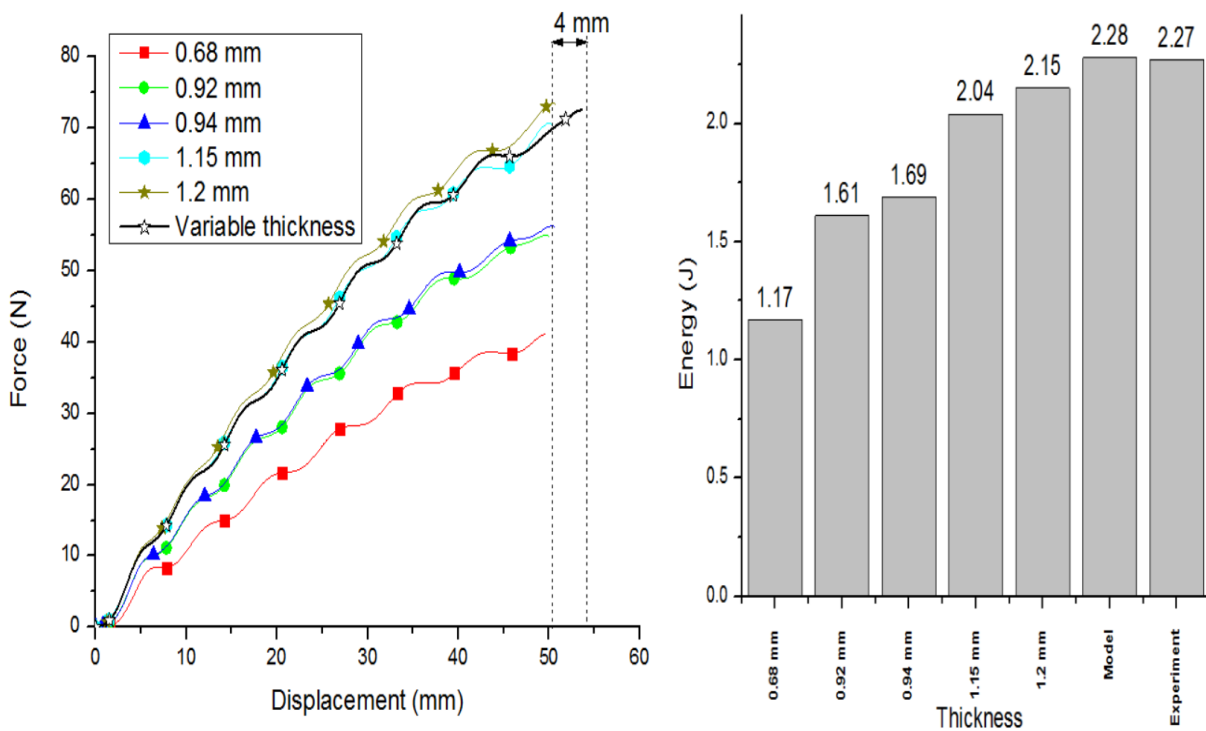 4 mm
0.68 mm
0.92 mm
0.94 mm
1.15 mm
1.2 mm
Variable thickness
80
70
60
50
40
30
20
10
0
Force (N)
0 10 20 30 40 50 60
Displacement (mm)
2.0
1.5
1.0
0.5
0.0
Energy (J)
1.17
1.61
1.69
2.04
2.15
2.28
2.27
0.68 mm
0.92 mm
0.94 mm
1.15 mm
1.2 mm
Model
Experiment
Thickness